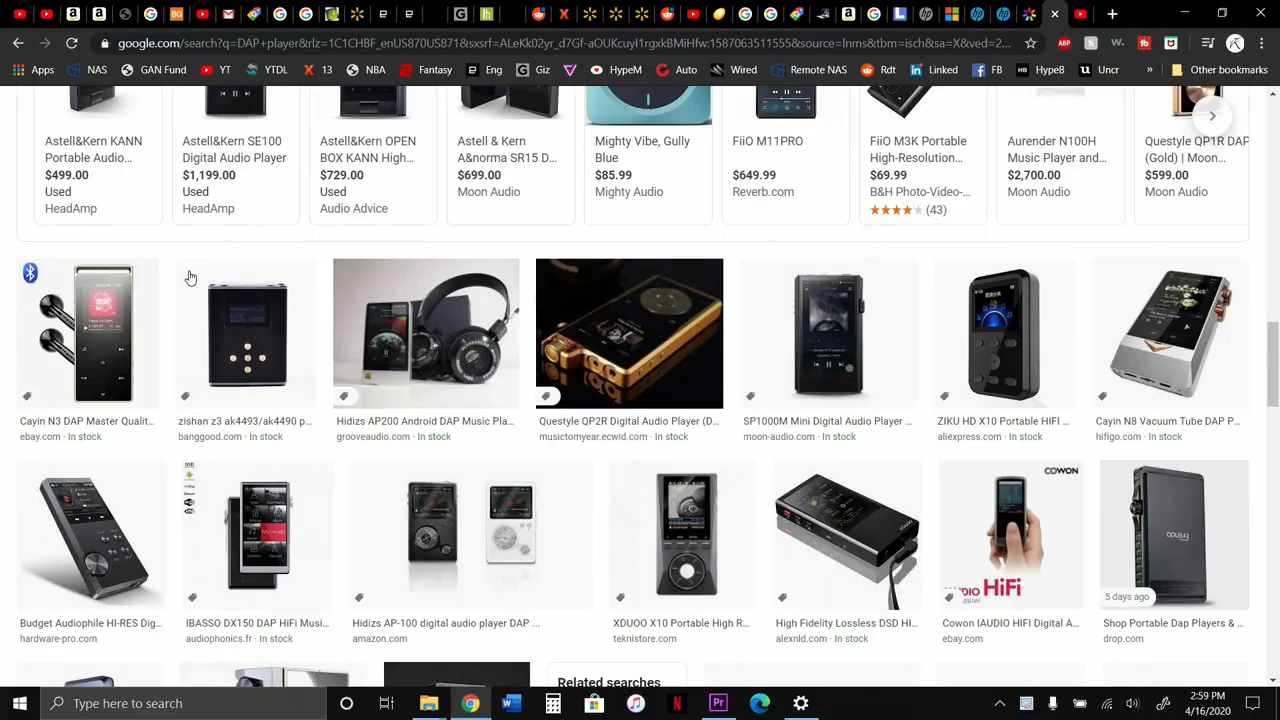 google.com/search?q=DAP+player&rlz=1C1CHBF_enUS870US871&sxsrf=ALeKk02yr_d7Gf-aOUKcuyI1rgxkBMiHfw:1587063511555&source=lnms&tbm=isch&sa=X&ved=2...
Apps NAS GAN Fund YT YTDL 13 NBA Fantasy Eng Giz HypeM Auto Wired Remote NAS Rdt Linked FB HypeB Uncr » Other bookmarks
Astell&Kern KANN
Portable Audio...
$499.00
Used
HeadAmp
Astell&Kern SE100
Digital Audio Player
$1,199.00
Used
HeadAmp
Astell&Kern OPEN
BOX KANN High...
$729.00
Used
Audio Advice
Astell & Kern
A&norma SR15 D...
$699.00
Moon Audio
Mighty Vibe, Gully
Blue
$85.99
Mighty Audio
FiiO M11PRO
$649.99
Reverb.com
FiiO M3K Portable
High-Resolution...
$69.99
B&H Photo-Video-...
(43)
Aurender N100H
Music Player and...
$2,700.00
Moon Audio
Questyle QP1R DAP
(Gold) | Moon...
$599.00
Moon Audio
Cayin N3 DAP Master Qualit...
ebay.com · In stock
zishan z3 ak4493/ak4490 p...
banggood.com · In stock
Hidizs AP200 Android DAP Music Pla...
grooveaudio.com · In stock
Questyle QP2R Digital Audio Player (D...
musictomyear.ecwid.com · In stock
SP1000M Mini Digital Audio Player ...
moon-audio.com · In stock
ZIKU HD X10 Portable HIFI ...
aliexpress.com · In stock
Cayin N8 Vacuum Tube DAP P...
hifigo.com · In stock
COWON
HiFi
opus
5 days ago
Budget Audiophile HI-RES Dig...
hardware-pro.com
IBASSO DX150 DAP HiFi Musi...
audiophonics.fr · In stock
Hidizs AP-100 digital audio player DAP ...
amazon.com
XDUOO X10 Portable High R...
teknistore.com
High Fidelity Lossless DSD HI...
alexnld.com · In stock
Cowon IAUDIO HIFI Digital A...
ebay.com
Shop Portable Dap Players & ...
drop.com
Related searches
Type here to search
2:59 PM
4/16/2020